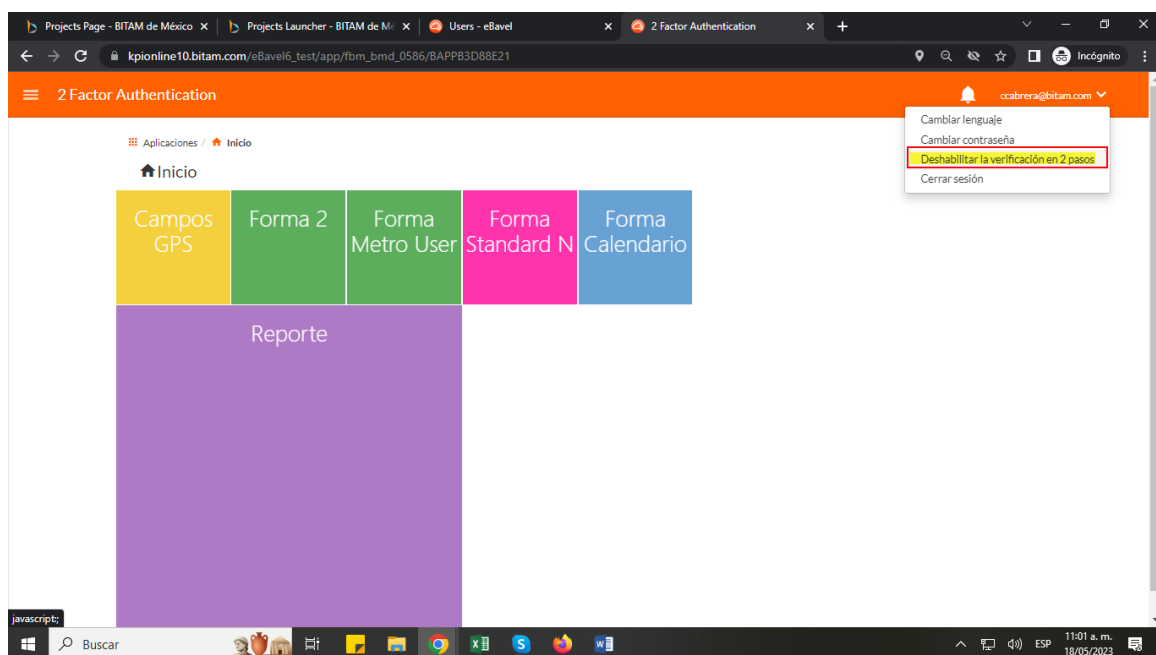 Projects Page - BITAM de México
Projects Launcher - BITAM de Mé
Users - eBavel
2 Factor Authentication
kpionline10.bitam.com/eBavel6_test/app/fbm_bmd_0586/BAPPB3D88E21
Incógnito
2 Factor Authentication
ccabrera@bitam.com
Cambiar lenguaje
Cambiar contraseña
Deshabilitar la verificación en 2 pasos
Cerrar sesión
Aplicaciones / Inicio
Inicio
Campos
GPS
Forma 2
Forma
Metro User
Forma
Standard N
Forma
Calendario
Reporte
javascript:;
Buscar
ESP
11:01 a. m.
18/05/2023